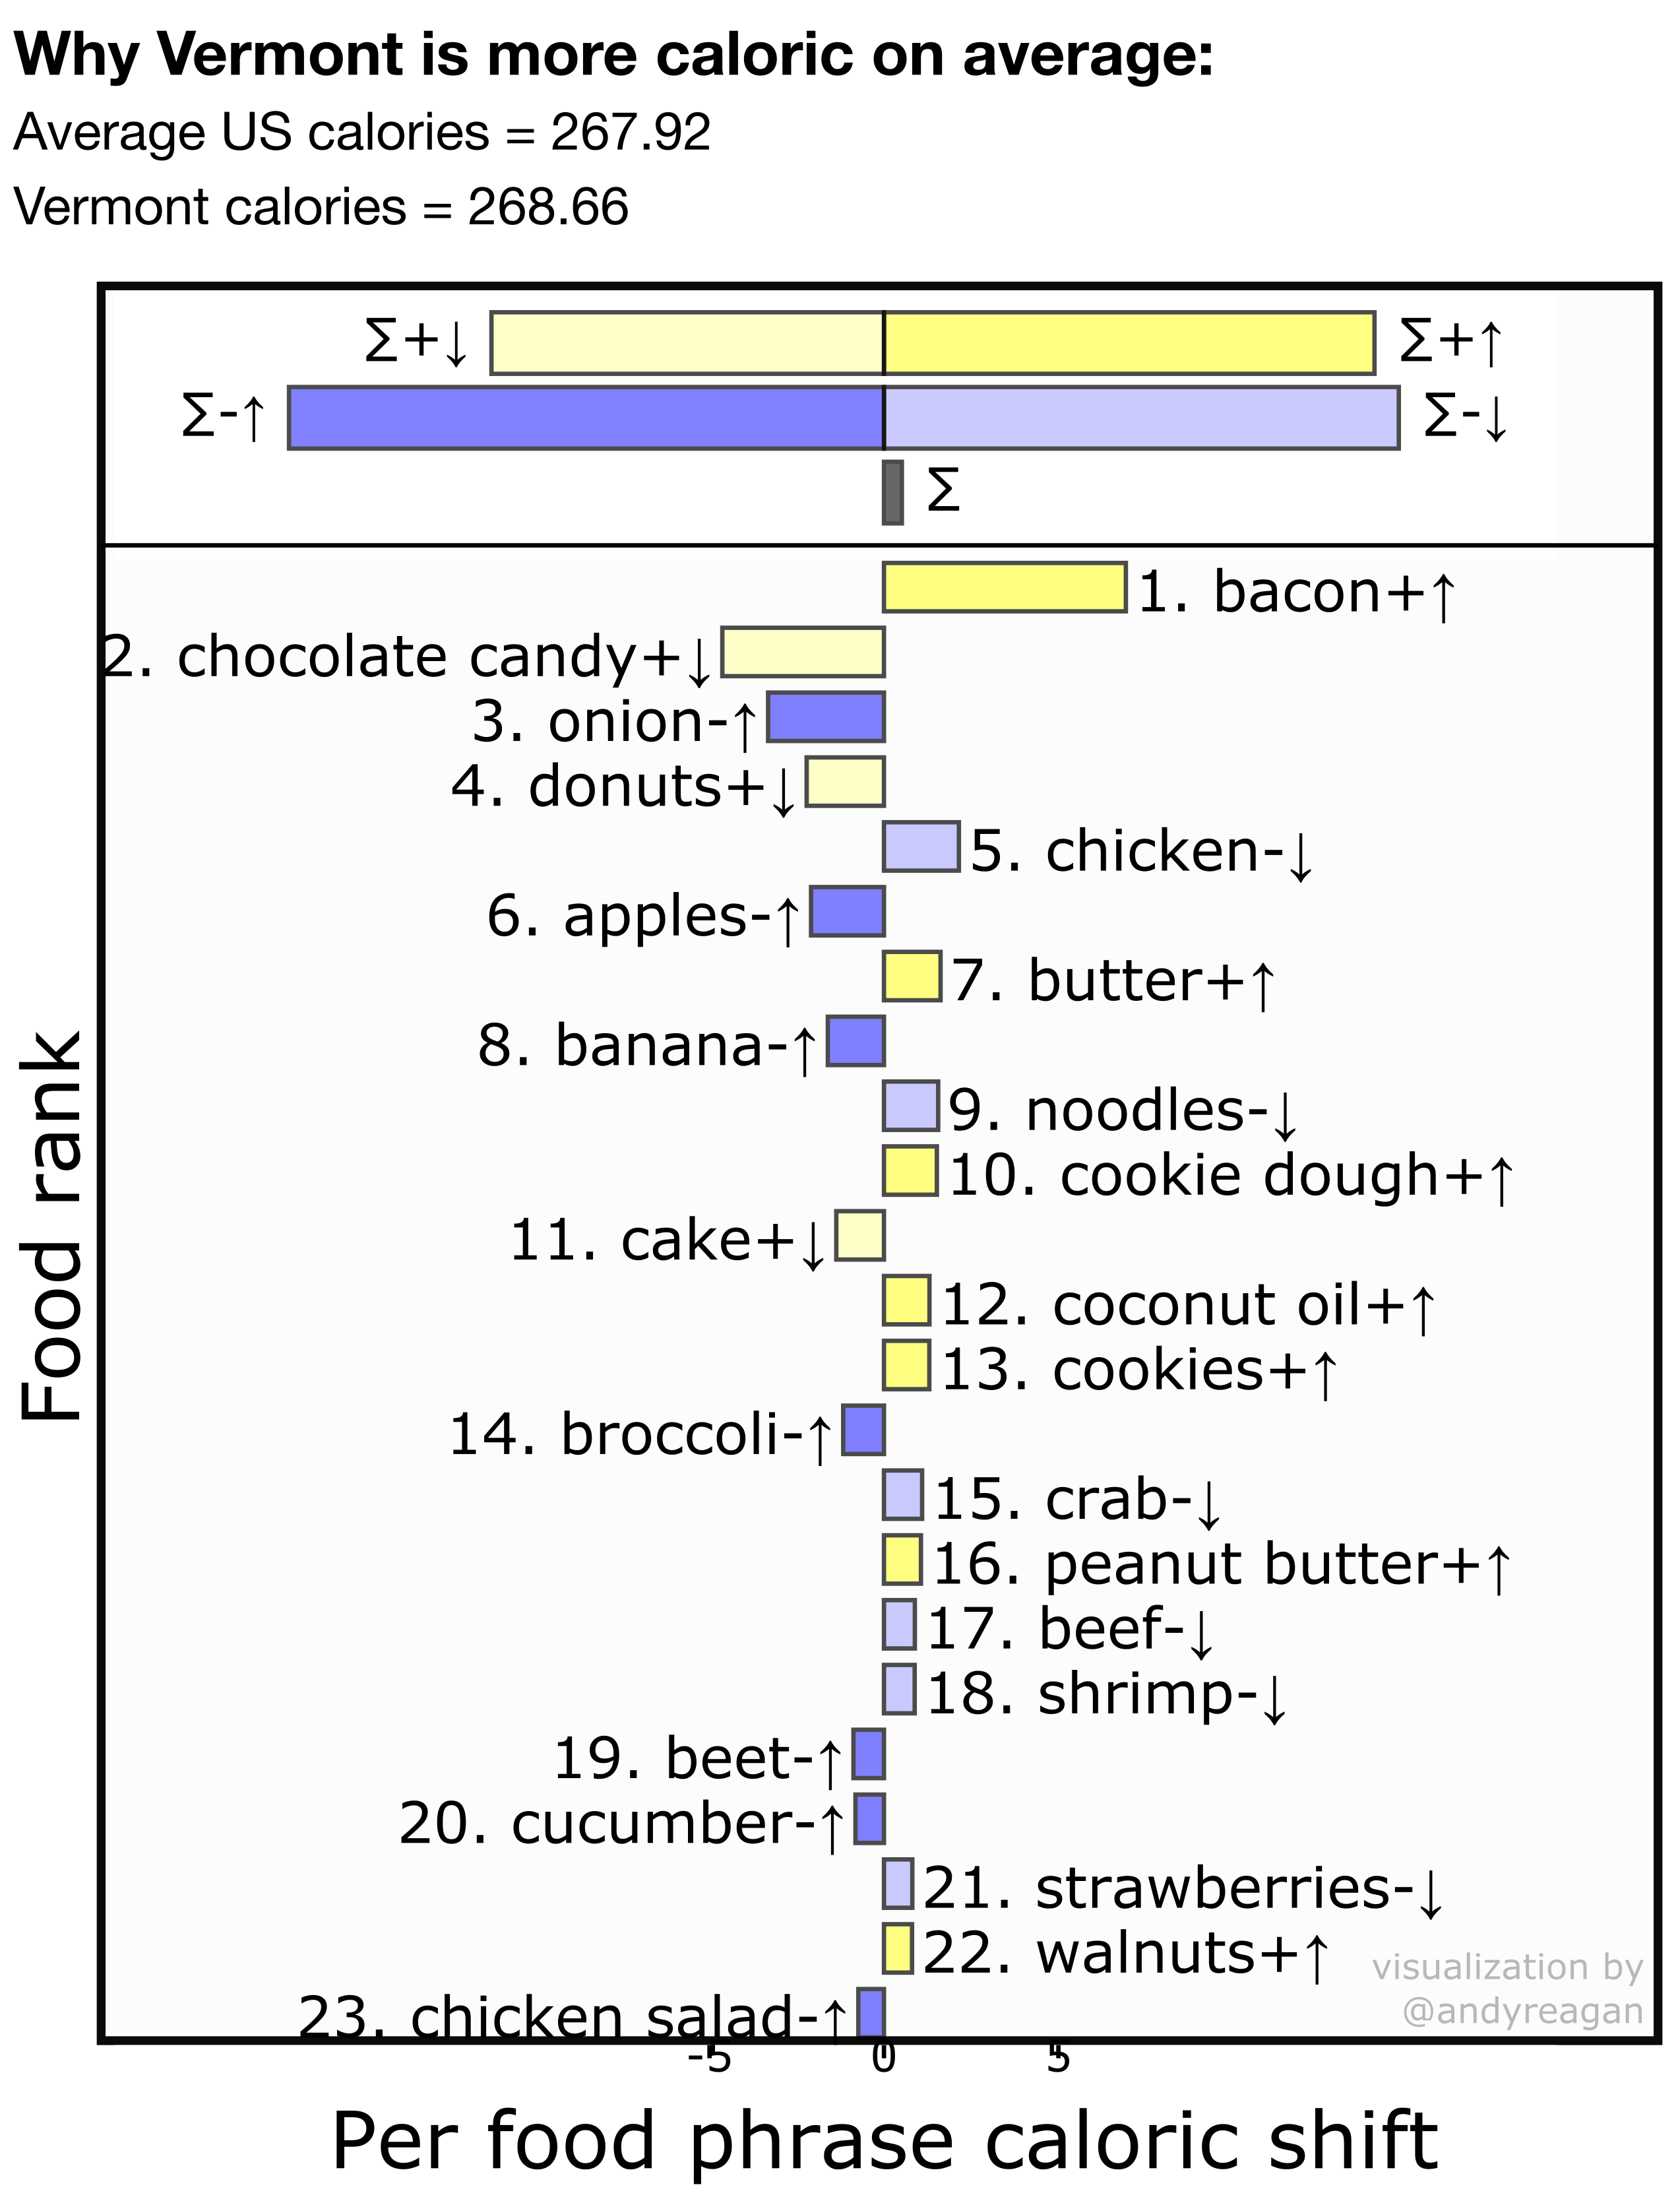 Why Vermont is more caloric on average:
Average US calories = 267.92
Vermont calories = 268.66
∑+↓
∑+↑
∑-↑
∑-↓
∑
1. bacon+↑
2. chocolate candy+↓
3. onion-↑
4. donuts+↓
5. chicken-↓
6. apples-↑
7. butter+↑
8. banana-↑
9. noodles-↓
10. cookie dough+↑
11. cake+↓
12. coconut oil+↑
13. cookies+↑
14. broccoli-↑
15. crab-↓
16. peanut butter+↑
17. beef-↓
18. shrimp-↓
19. beet-↑
20. cucumber-↑
21. strawberries-↓
22. walnuts+↑
23. chicken salad-↑
Food rank
visualization by
@andyreagan
-5 0 5
Per food phrase caloric shift